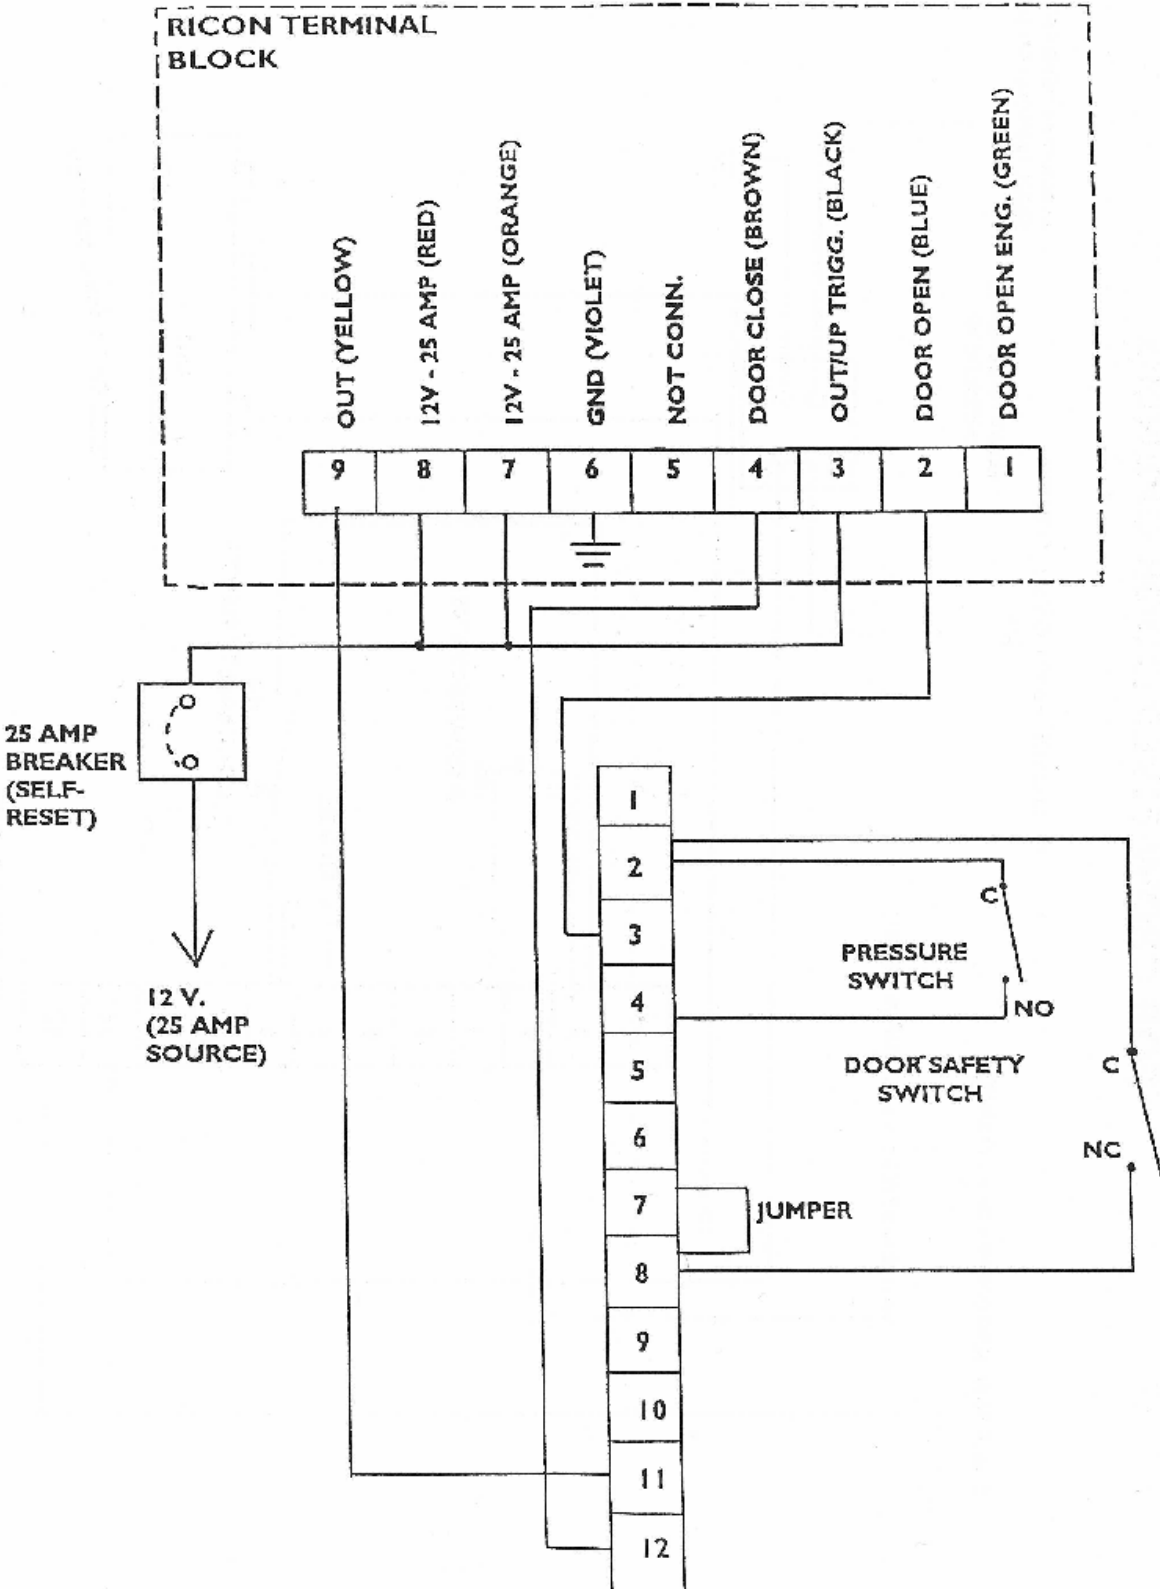 RICON TERMINAL
BLOCK
OUT (YELLOW)
12V - 25 AMP (RED)
12V - 25 AMP (ORANGE)
GND (VIOLET)
NOT CONN.
DOOR CLOSE (BROWN)
OUT/UP TRIGG. (BLACK)
DOOR OPEN (BLUE)
DOOR OPEN ENG. (GREEN)
9 8 7 6 5 4 3 2 1
25 AMP
BREAKER
(SELF-
RESET)
12 V.
(25 AMP
SOURCE)
1
2
3
4
5
6
7
8
9
10
11
12
C
PRESSURE
SWITCH
NO
DOOR SAFETY
SWITCH
C
NC
JUMPER